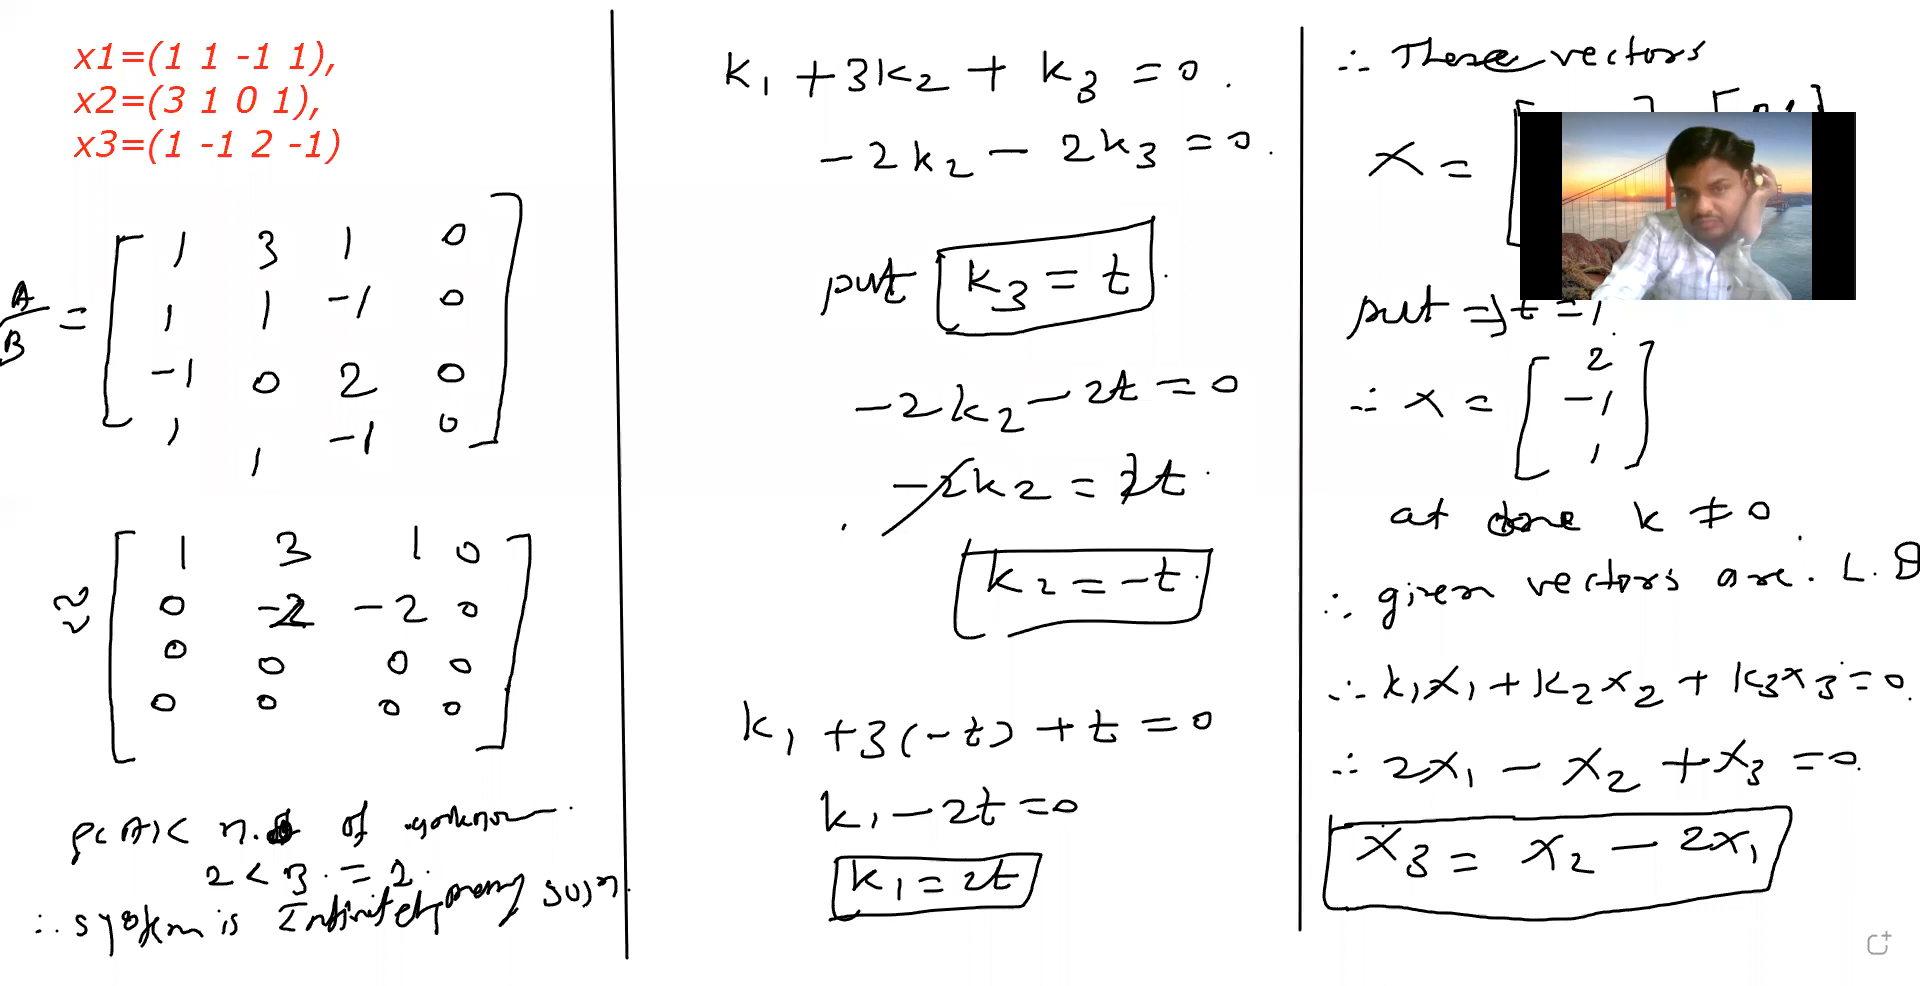 x1=(1 1 -1 1),
x2=(3 1 0 1),
x3=(1 -1 2 -1)
A/B = [ 1 3 1 0
1 1 -1 0
-1 0 2 0
1 1 -1 0 ]
≈ [ 1 3 1 0
0 -2 -2 0
0 0 0 0
0 0 0 0 ]
ρ(A) < n. of
2 < 3 . = 2.
∴ system is Infinitely many sol^n.
k₁ + 3k₂ + k₃ = 0.
-2k₂ - 2k₃ = 0.
put k₃ = t.
-2k₂ - 2t = 0
-2k₂ = 2t.
k₂ = -t.
k₁ + 3(-t) + t = 0
k₁ - 2t = 0
k₁ = 2t
∴ These vectors
x =
put ⇒ t = 1.
∴ x = [ 2
-1
1 ]
at k ≠ 0.
∴ given vectors are. L.D
∴ k₁x₁ + k₂x₂ + k₃x₃ = 0.
∴ 2x₁ - x₂ + x₃ = 0.
x₃ = x₂ - 2x₁